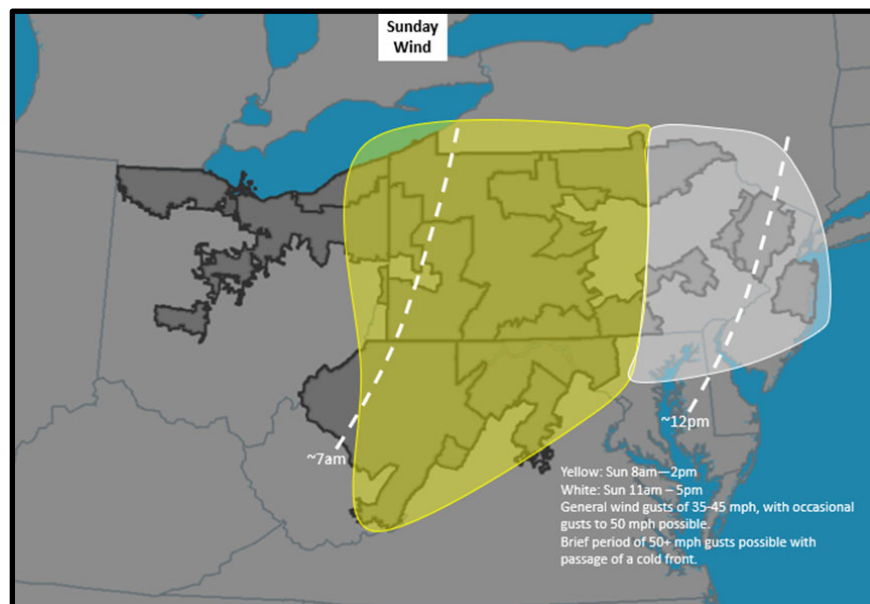 Sunday
Wind
~7am
~12pm
Yellow: Sun 8am—2pm
White: Sun 11am – 5pm
General wind gusts of 35-45 mph, with occasional
gusts to 50 mph possible.
Brief period of 50+ mph gusts possible with
passage of a cold front.